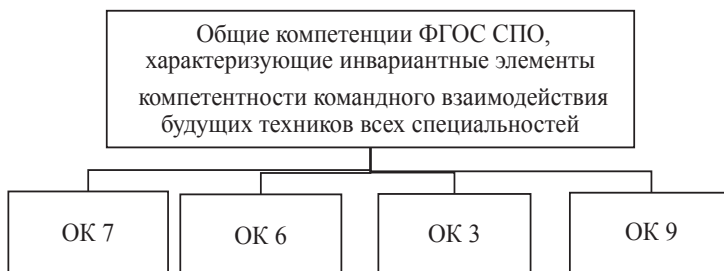 Общие компетенции ФГОС СПО,
характеризующие инвариантные элементы
компетентности командного взаимодействия
будущих техников всех специальностей
ОК 7
ОК 6
ОК 3
ОК 9